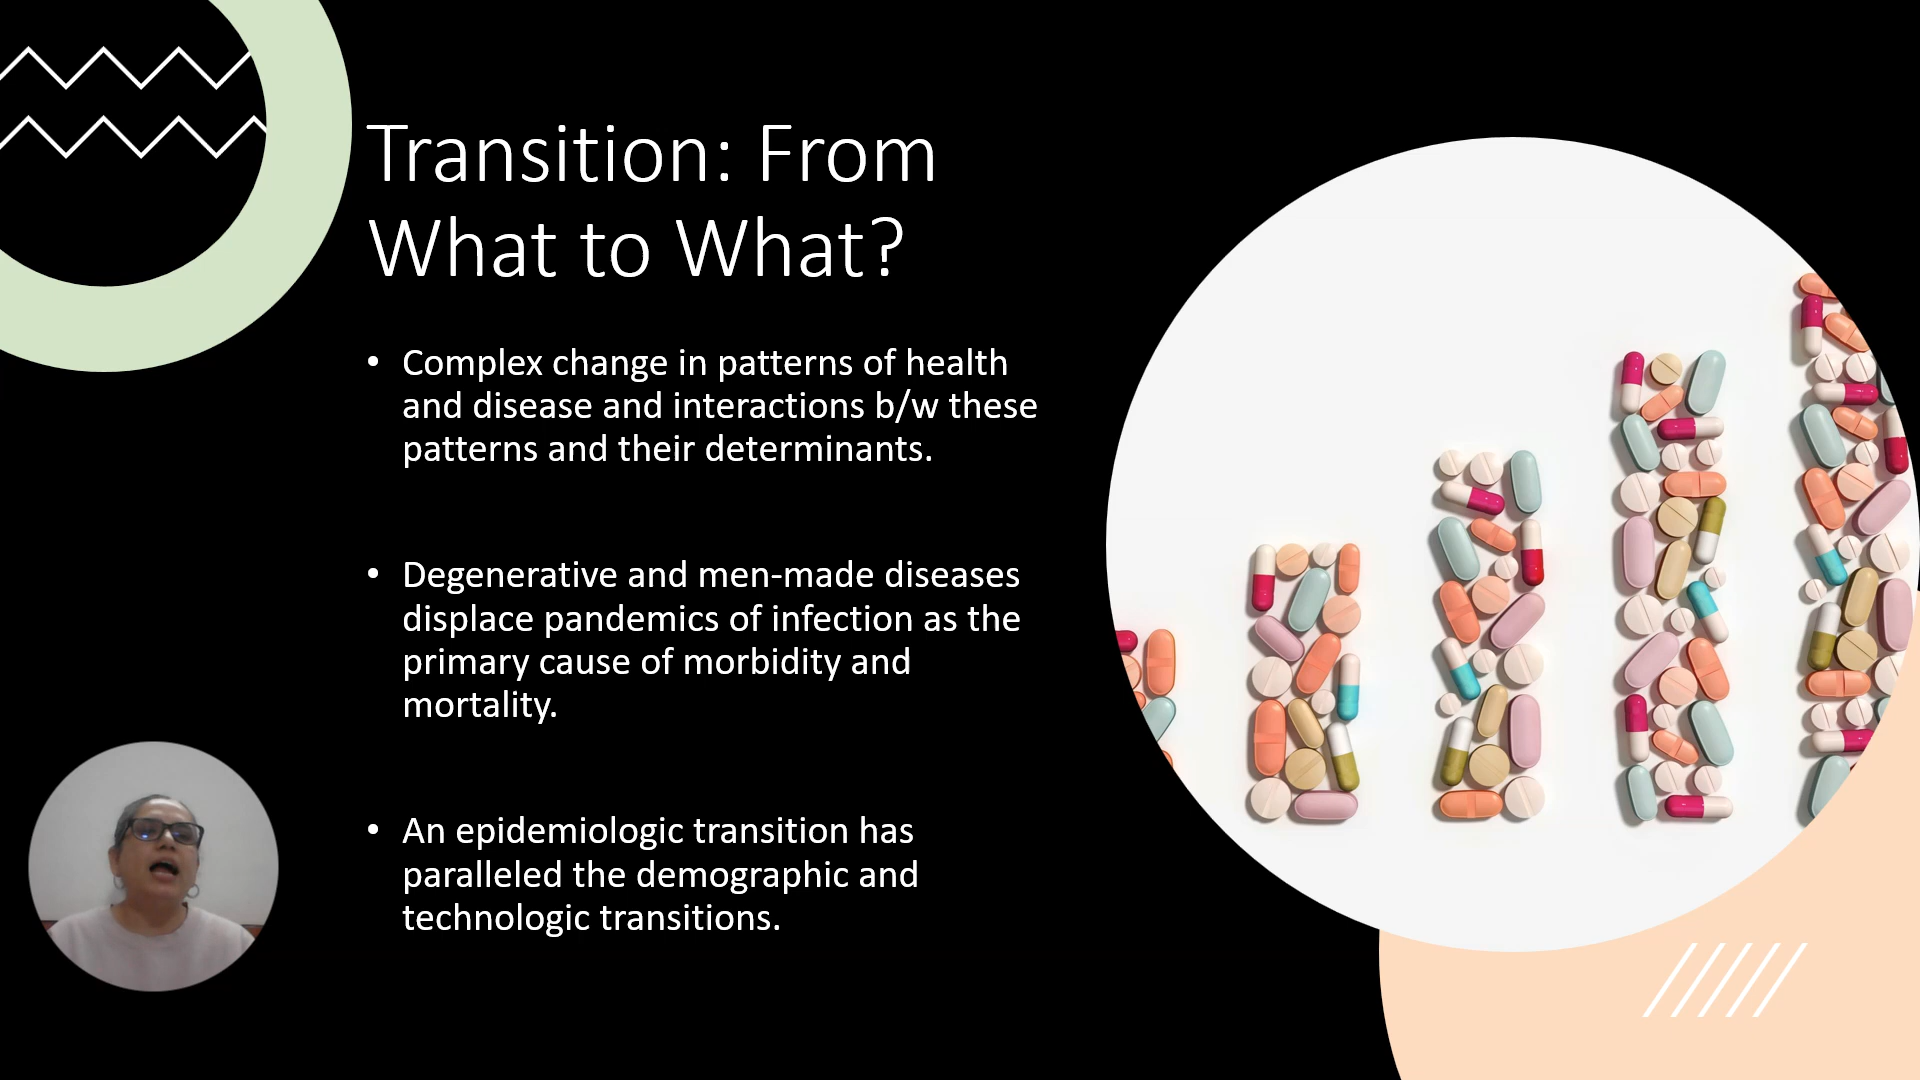 Transition: From
What to What?
• Complex change in patterns of health
and disease and interactions b/w these
patterns and their determinants.
• Degenerative and men-made diseases
displace pandemics of infection as the
primary cause of morbidity and
mortality.
• An epidemiologic transition has
paralleled the demographic and
technologic transitions.